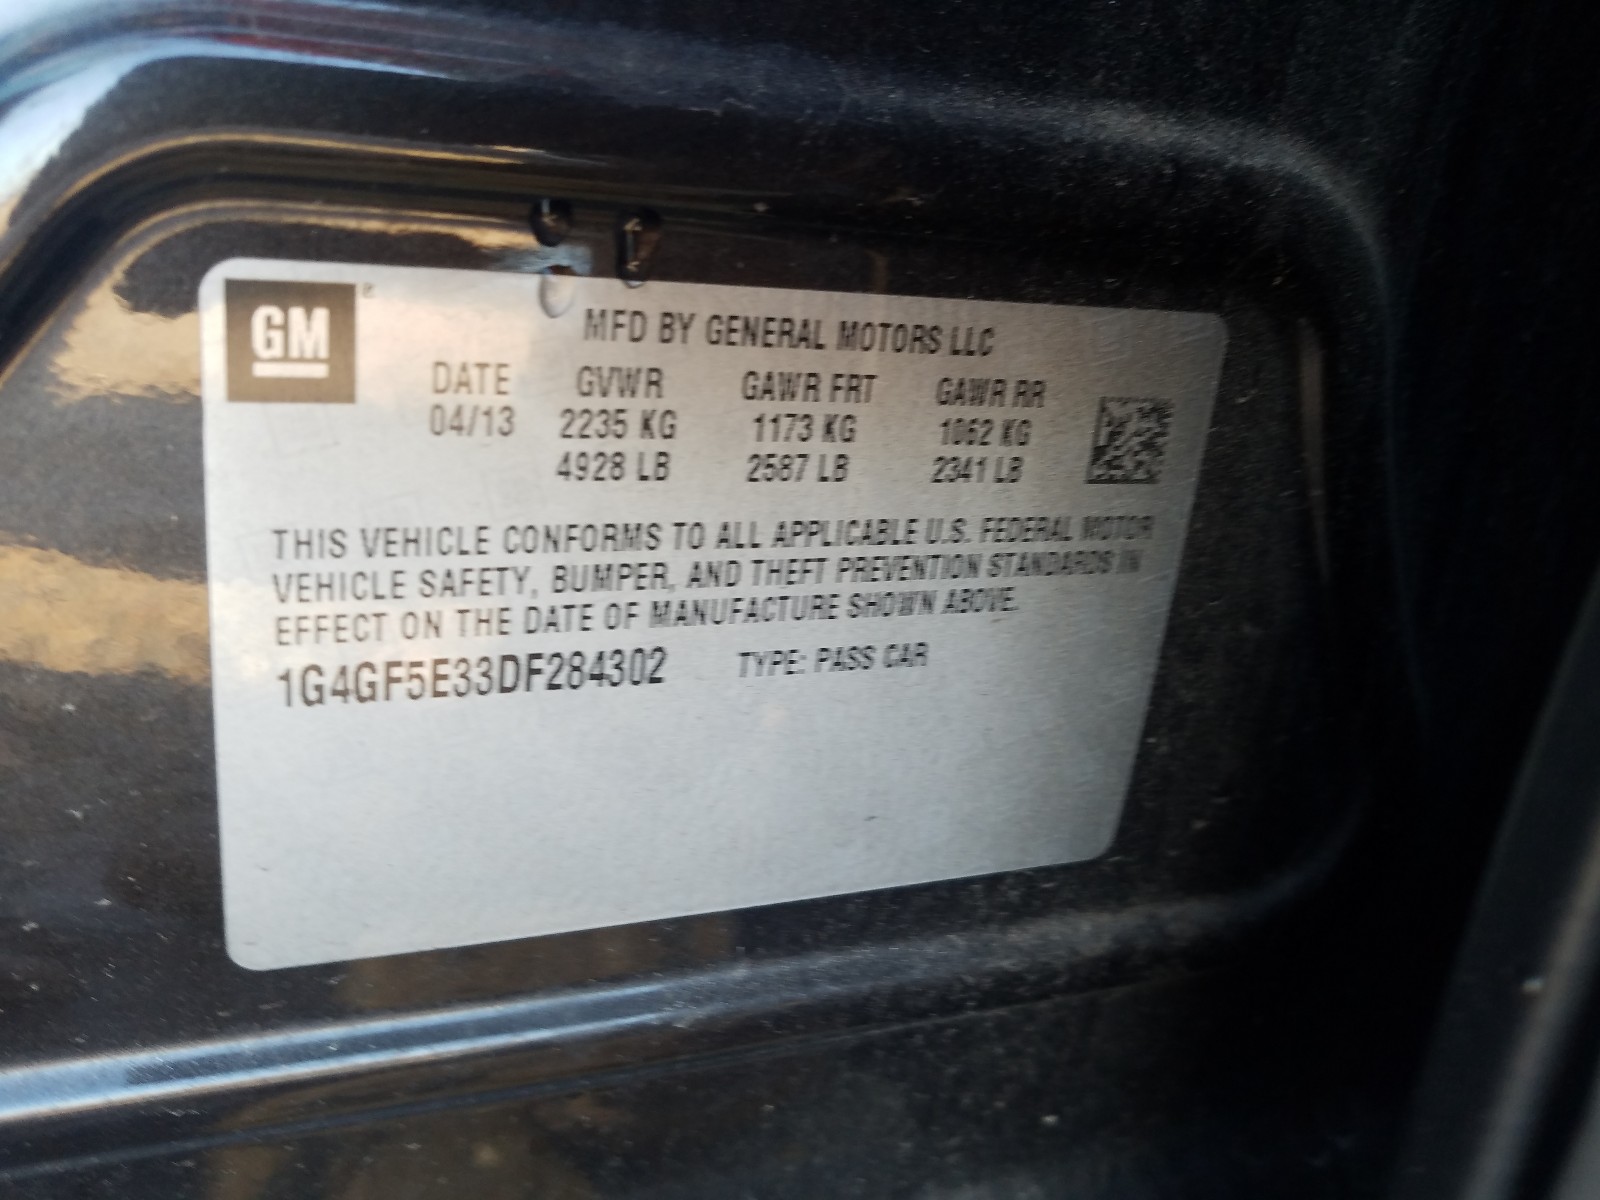 GM
MFD BY GENERAL MOTORS LLC
DATE GVWR GAWR FRT GAWR RR
04/13 2235 KG 1173 KG 1062 KG
4928 LB 2587 LB 2341 LB
THIS VEHICLE CONFORMS TO ALL APPLICABLE U.S. FEDERAL MOTOR
VEHICLE SAFETY, BUMPER, AND THEFT PREVENTION STANDARDS IN
EFFECT ON THE DATE OF MANUFACTURE SHOWN ABOVE.
1G4GF5E33DF284302 TYPE: PASS CAR